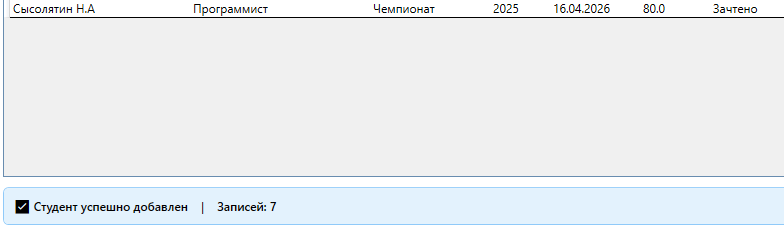 Сысолятин Н.А Программист Чемпионат 2025 16.04.2026 80.0 Зачтено
Студент успешно добавлен | Записей: 7